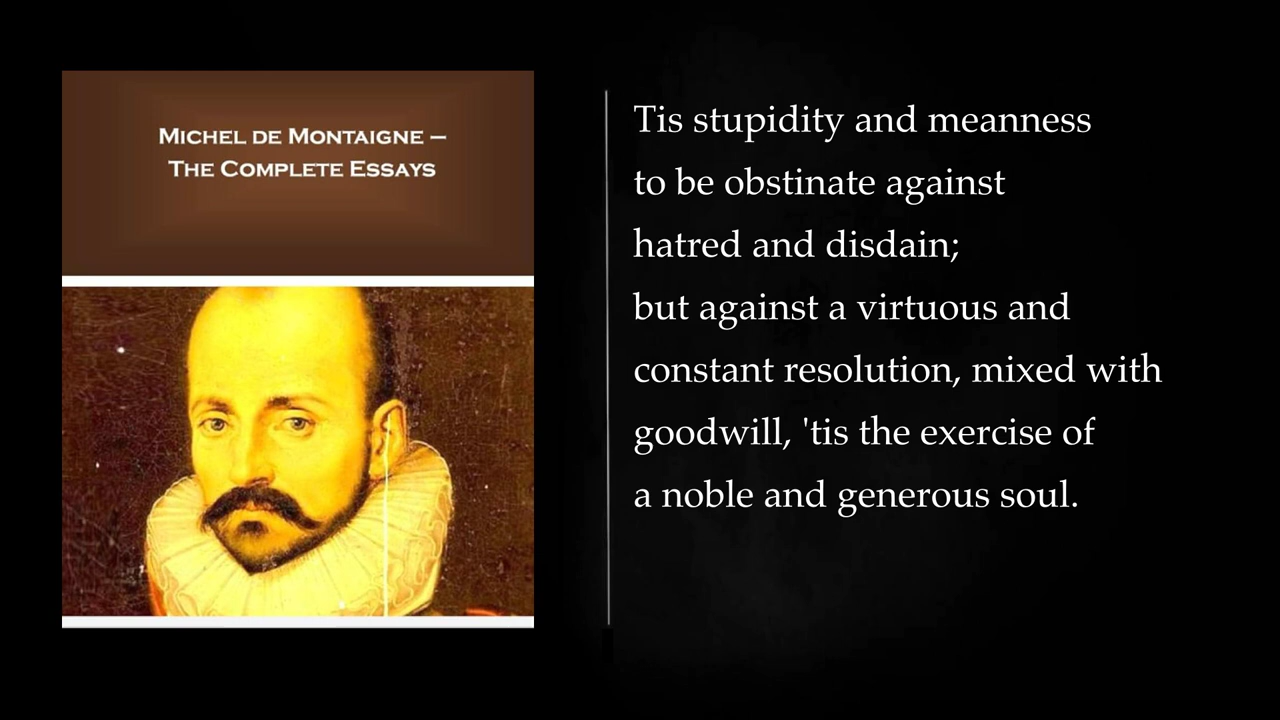 MICHEL DE MONTAIGNE –
THE COMPLETE ESSAYS
Tis stupidity and meanness
to be obstinate against
hatred and disdain;
but against a virtuous and
constant resolution, mixed with
goodwill, 'tis the exercise of
a noble and generous soul.